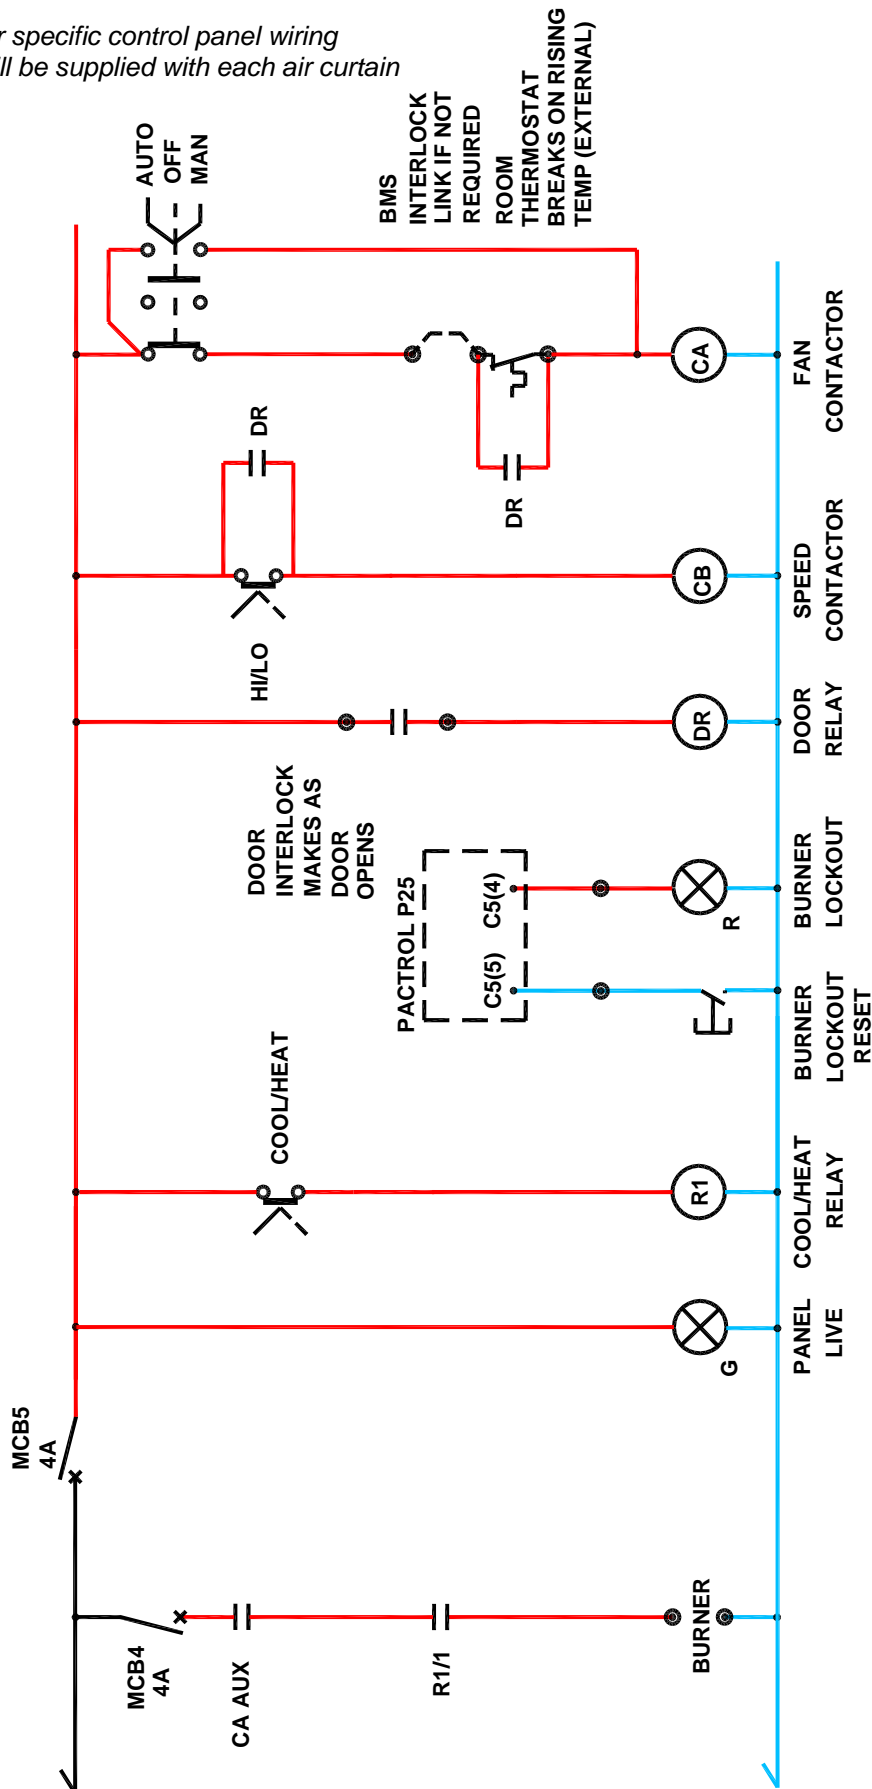 r specific control panel wiring
ll be supplied with each air curtain
AUTO
OFF
MAN
BMS
INTERLOCK
LINK IF NOT
REQUIRED
ROOM
THERMOSTAT
BREAKS ON RISING
TEMP (EXTERNAL)
DR
DR
CA
FAN
CONTACTOR
HI/LO
CB
SPEED
CONTACTOR
DOOR
INTERLOCK
MAKES AS
DOOR
OPENS
DR
DOOR
RELAY
PACTROL P25
C5(5)
C5(4)
R
BURNER
LOCKOUT
BURNER
LOCKOUT
RESET
COOL/HEAT
R1
COOL/HEAT
RELAY
G
PANEL
LIVE
MCB5
4A
MCB4
4A
CA AUX
R1/1
BURNER